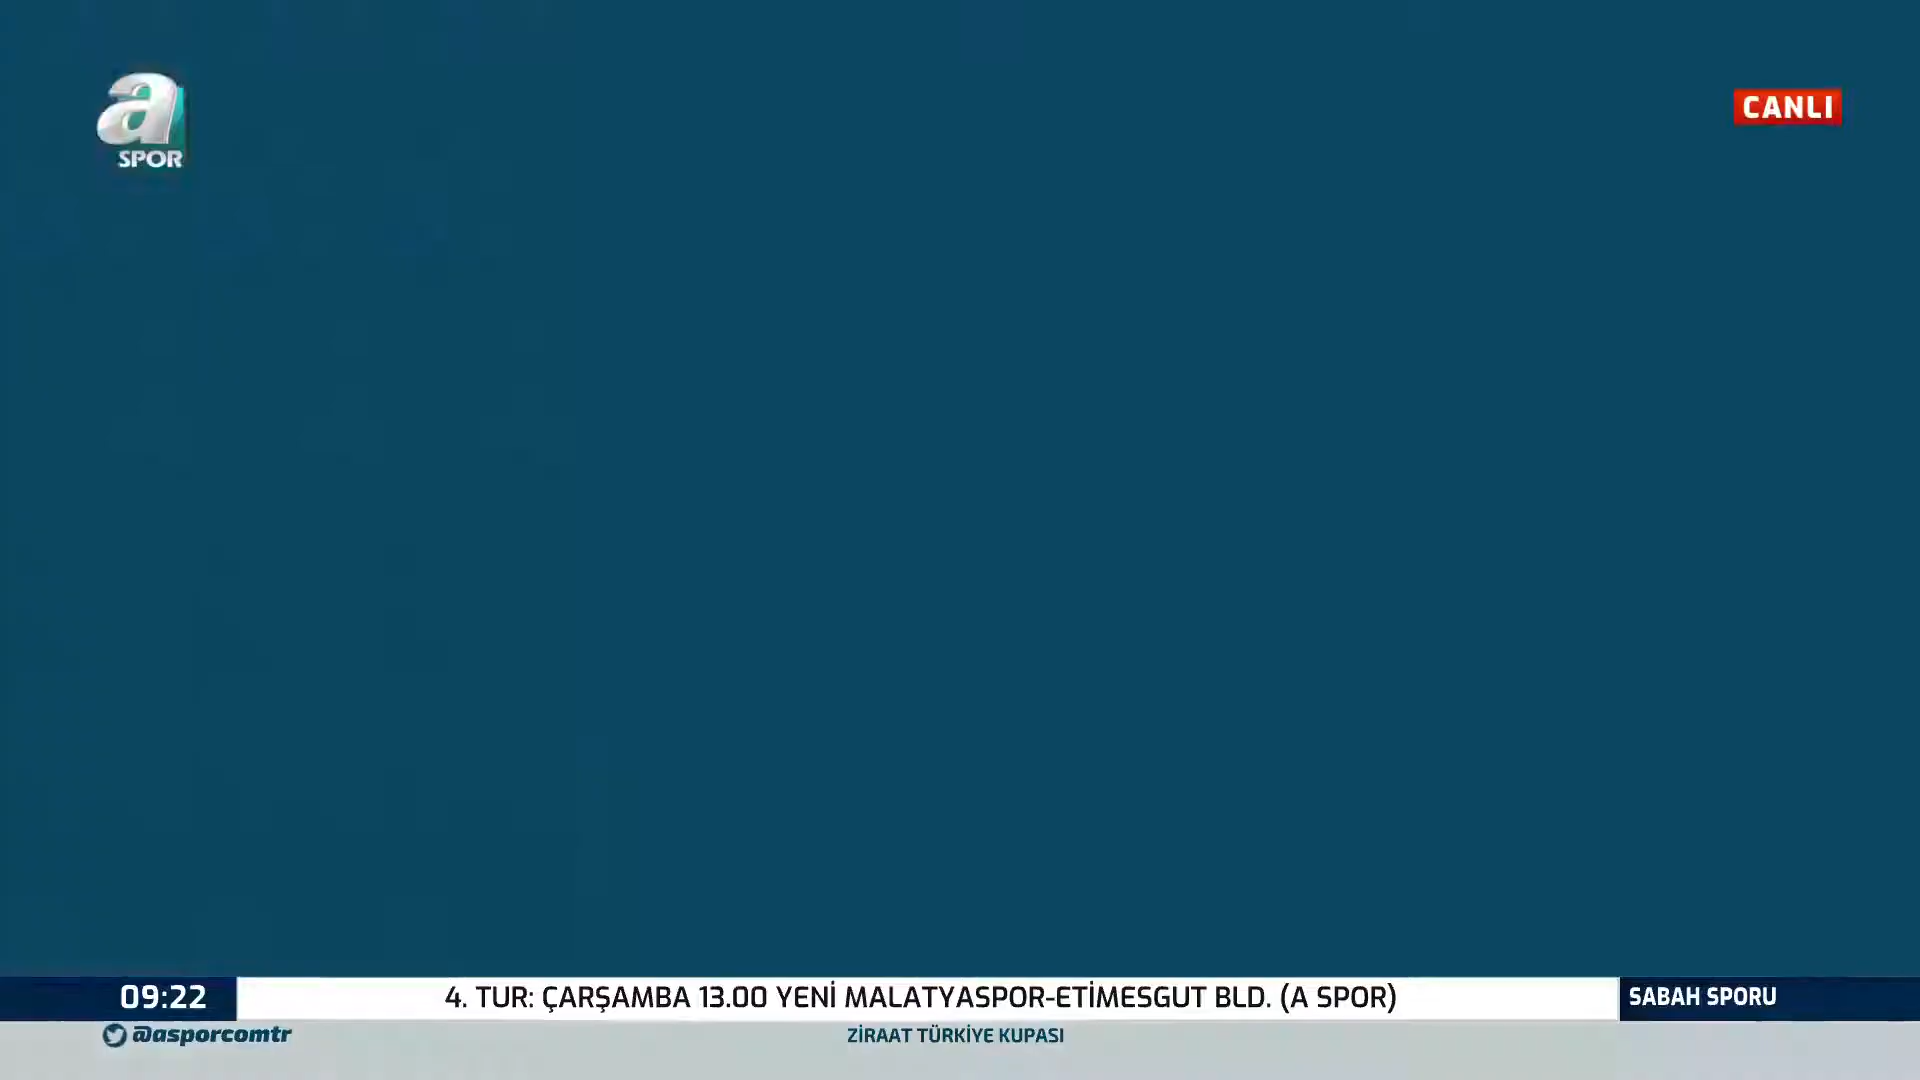 a
SPOR
CANLI
09:22
4. TUR: ÇARŞAMBA 13.00 YENİ MALATYASPOR-ETİMESGUT BLD. (A SPOR)
SABAH SPORU
@asporcomtr
ZİRAAT TÜRKİYE KUPASI